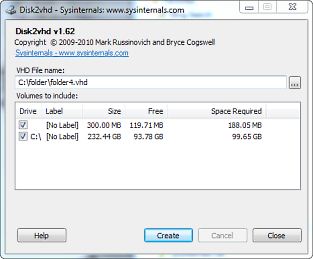 Disk2vhd - Sysinternals: www.sysinternals.com
Disk2vhd v1.62
Copyright © 2009-2010 Mark Russinovich and Bryce Cogswell
Sysinternals - www.sysinternals.com
VHD File name:
C:\folder\folder4.vhd ...
Volumes to include:
Drive Label Size Free Space Required
[No Label] 300.00 MB 119.71 MB 188.05 MB
C:\ [No Label] 232.44 GB 93.78 GB 99.65 GB
Help Create Cancel Close